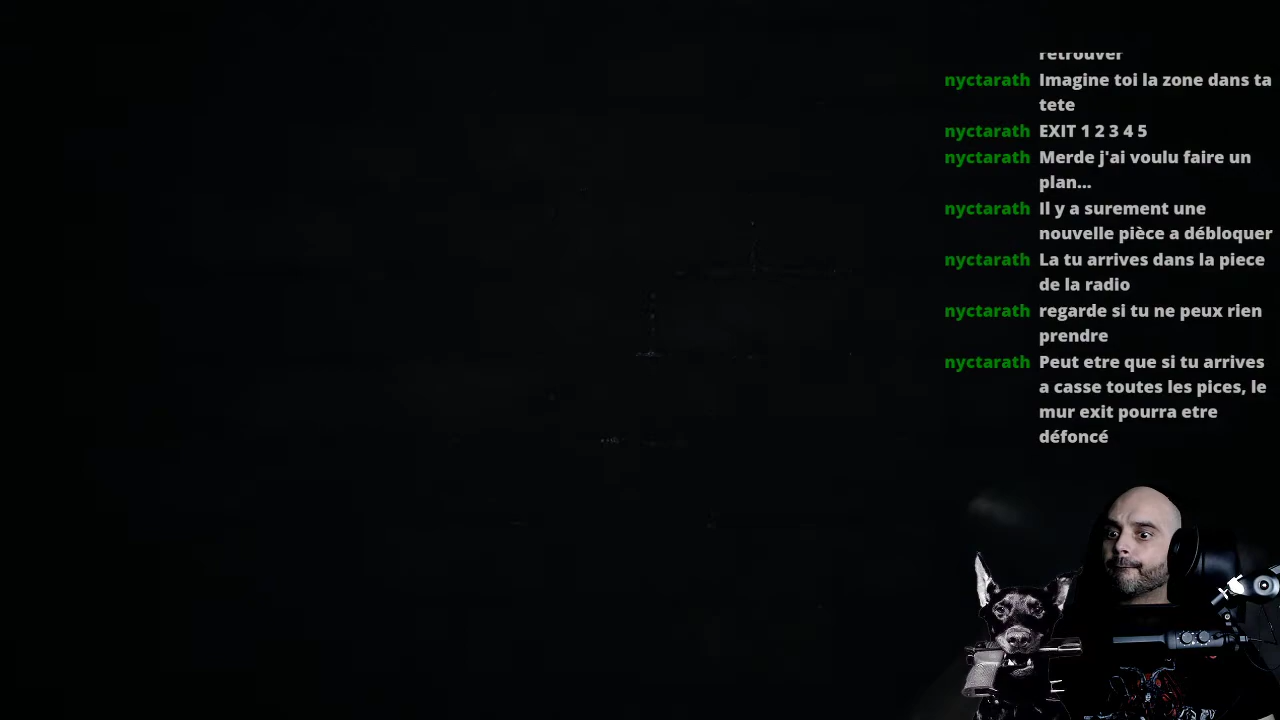 retrouver
nyctarath Imagine toi la zone dans ta
tete
nyctarath EXIT 1 2 3 4 5
nyctarath Merde j'ai voulu faire un
plan...
nyctarath Il y a surement une
nouvelle pièce a débloquer
nyctarath La tu arrives dans la piece
de la radio
nyctarath regarde si tu ne peux rien
prendre
nyctarath Peut etre que si tu arrives
a casse toutes les pices, le
mur exit pourra etre
défoncé